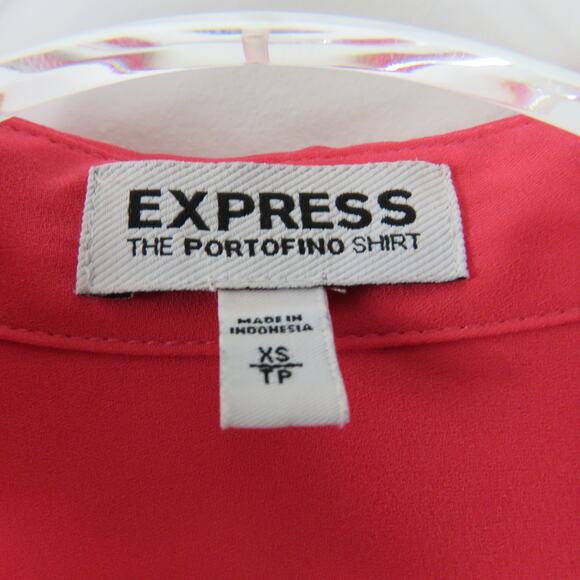 EXPRESS
THE PORTOFINO SHIRT
MADE IN
INDONESIA
XS
TP